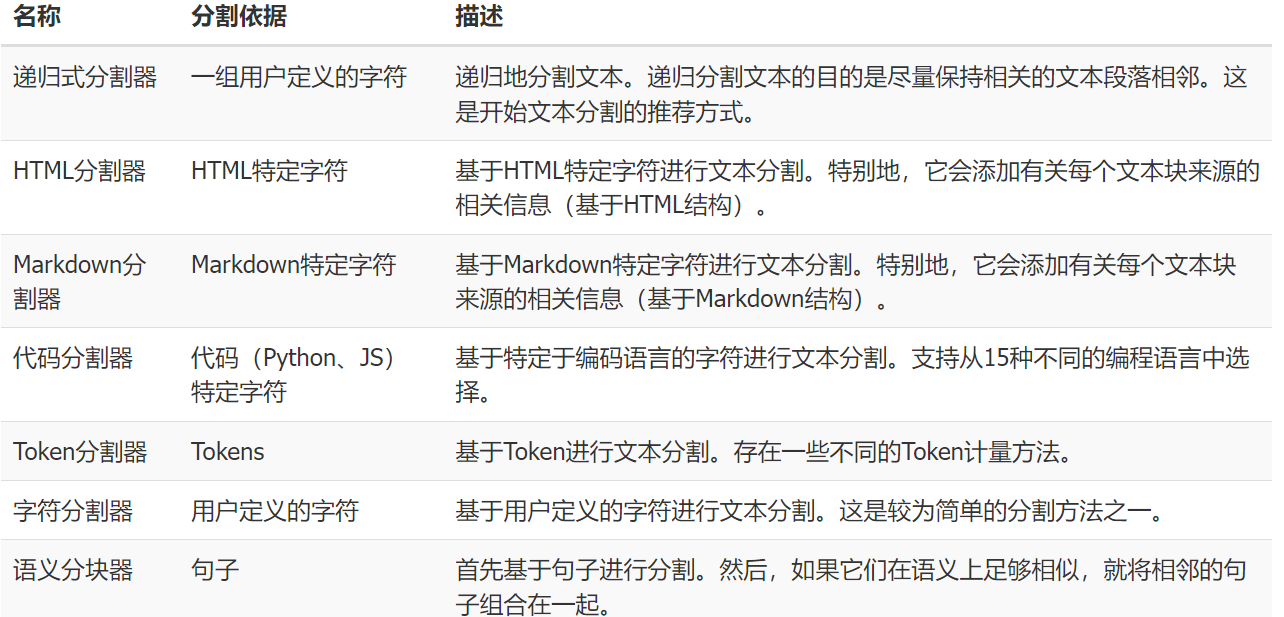 名称 分割依据 描述
递归式分割器 一组用户定义的字符 递归地分割文本。递归分割文本的目的是尽量保持相关的文本段落相邻。这
是开始文本分割的推荐方式。
HTML分割器 HTML特定字符 基于HTML特定字符进行文本分割。特别地，它会添加有关每个文本块来源的
相关信息（基于HTML结构）。
Markdown分 Markdown特定字符 基于Markdown特定字符进行文本分割。特别地，它会添加有关每个文本块
割器 来源的相关信息（基于Markdown结构）。
代码分割器 代码（Python、JS） 基于特定于编码语言的字符进行文本分割。支持从15种不同的编程语言中选
特定字符 择。
Token分割器 Tokens 基于Token进行文本分割。存在一些不同的Token计量方法。
字符分割器 用户定义的字符 基于用户定义的字符进行文本分割。这是较为简单的分割方法之一。
语义分块器 句子 首先基于句子进行分割。然后，如果它们在语义上足够相似，就将相邻的句
子组合在一起。